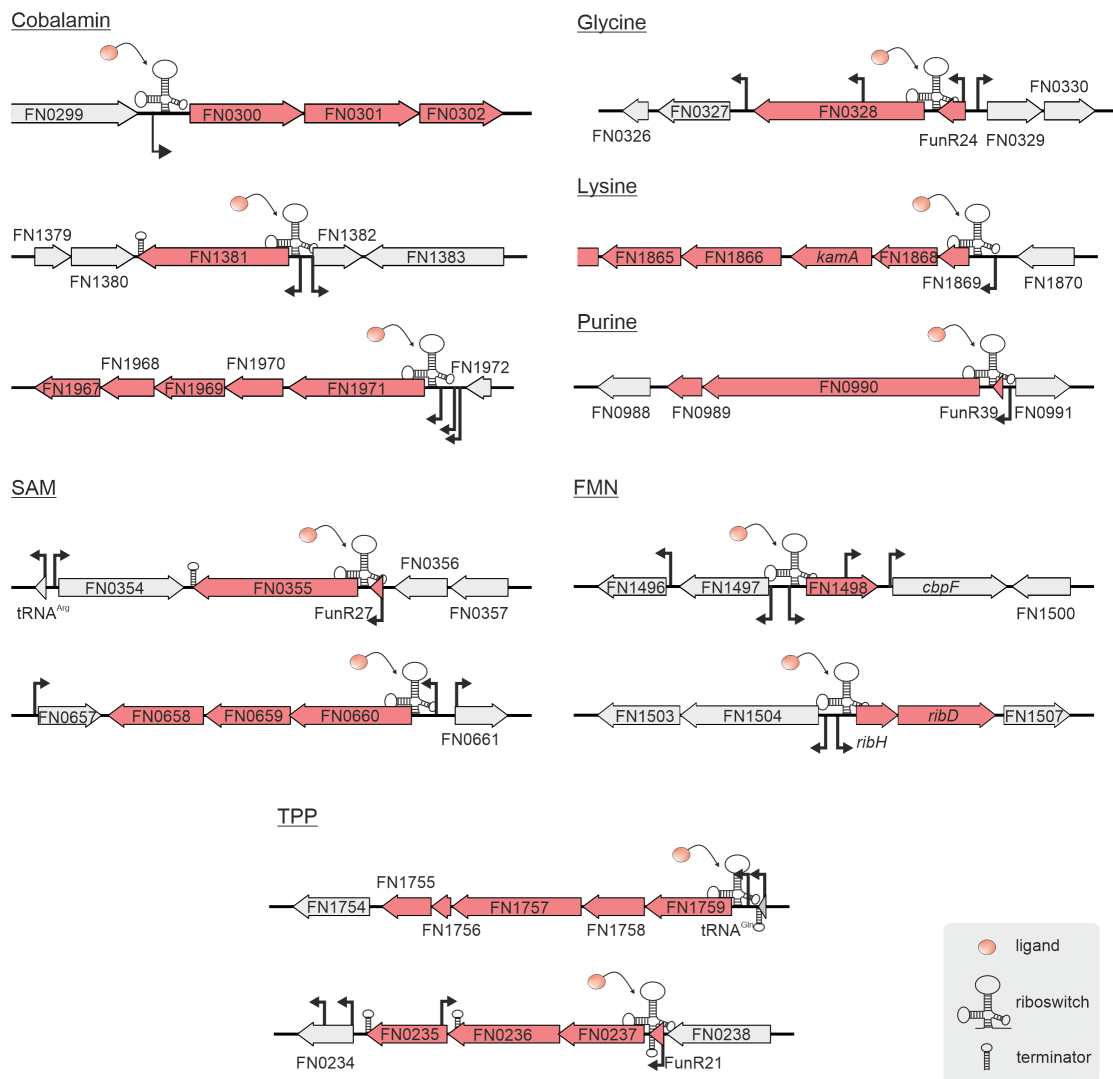 Cobalamin
FN0299
FN0300
FN0301
FN0302
FN1379
FN1380
FN1381
FN1382
FN1383
FN1967
FN1968
FN1969
FN1970
FN1971
FN1972
Glycine
FN0326
FN0327
FN0328
FunR24
FN0329
FN0330
Lysine
FN1865
FN1866
kamA
FN1868
FN1869
FN1870
Purine
FN0988
FN0989
FN0990
FunR39
FN0991
SAM
tRNAArg
FN0354
FN0355
FunR27
FN0356
FN0357
FN0657
FN0658
FN0659
FN0660
FN0661
FMN
FN1496
FN1497
FN1498
cbpF
FN1500
FN1503
FN1504
ribH
ribD
FN1507
TPP
FN1754
FN1755
FN1756
FN1757
FN1758
FN1759
tRNAGln
FN0234
FN0235
FN0236
FN0237
FunR21
FN0238
ligand
riboswitch
terminator